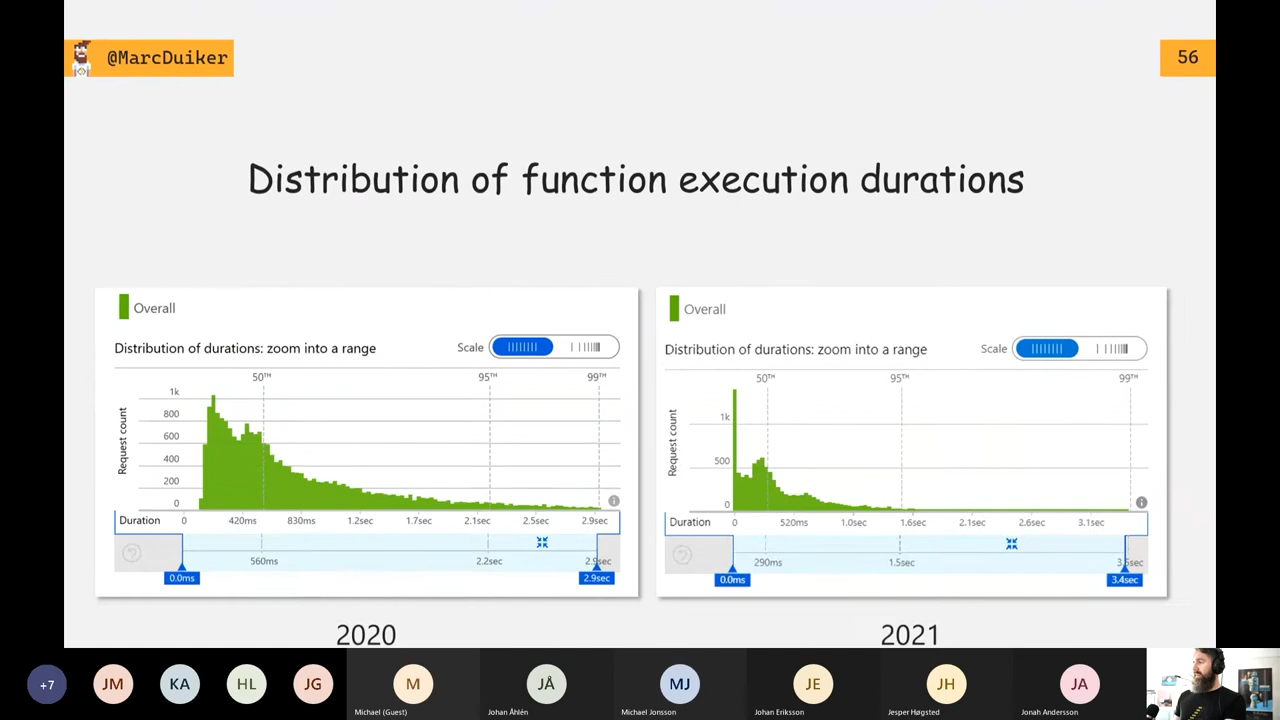 @MarcDuiker
56
Distribution of function execution durations
Overall
Distribution of durations: zoom into a range
Scale
50TH 95TH 99TH
Request count
1k
800
600
400
200
0
Duration 0 420ms 830ms 1.2sec 1.7sec 2.1sec 2.5sec 2.9sec
560ms 2.2sec 2.9sec
0.0ms 2.9sec
2020
Overall
Distribution of durations: zoom into a range
Scale
50TH 95TH 99TH
Request count
1k
500
0
Duration 0 520ms 1.0sec 1.6sec 2.1sec 2.6sec 3.1sec
290ms 1.5sec 3.5sec
0.0ms 3.4sec
2021
+7 JM KA HL JG M JÅ MJ JE JH JA
Michael (Guest) Johan Åhlén Michael Jonsson Johan Eriksson Jesper Høgsted Jonah Andersson